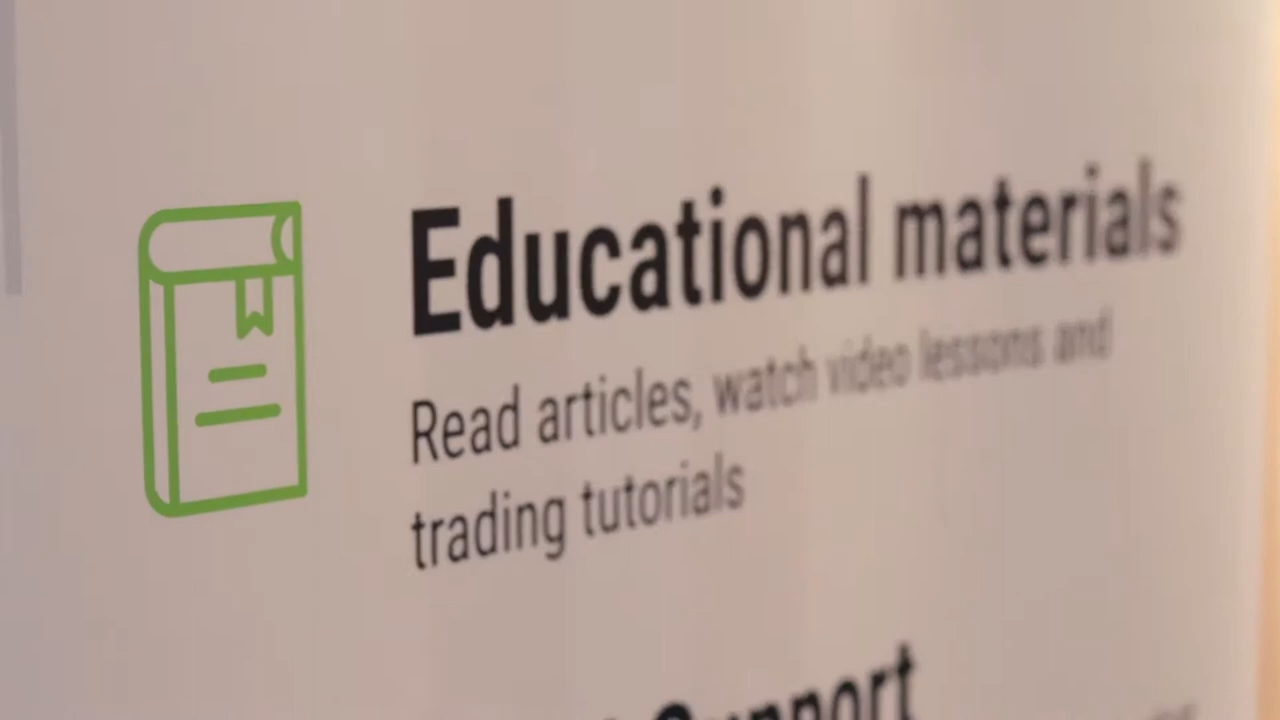 Educational materials
Read articles, watch video lessons and
trading tutorials
Support